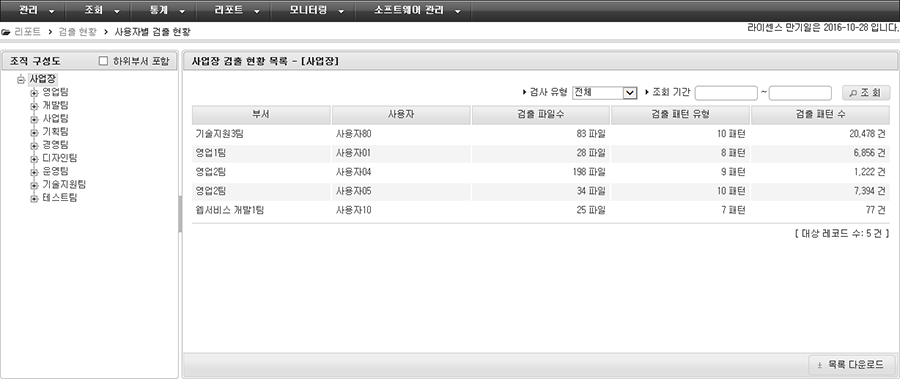 관리 조회 통계 리포트 모니터링 소프트웨어 관리
리포트 > 검출 현황 > 사용자별 검출 현황 라이센스 만기일은 2016-10-28 입니다.
조직 구성도 하위부서 포함
사업장
영업팀
개발팀
사업팀
기획팀
경영팀
디자인팀
운영팀
기술지원팀
테스트팀
사업장 검출 현황 목록 - [사업장]
검사 유형 전체 조회 기간 ~ 조회
부서 사용자 검출 파일수 검출 패턴 유형 검출 패턴 수
기술지원3팀 사용자80 83 파일 10 패턴 20,478 건
영업1팀 사용자01 28 파일 8 패턴 6,856 건
영업2팀 사용자04 198 파일 9 패턴 1,222 건
영업2팀 사용자05 34 파일 10 패턴 7,394 건
웹서비스 개발1팀 사용자10 25 파일 7 패턴 77 건
[ 대상 레코드 수: 5 건 ]
목록 다운로드